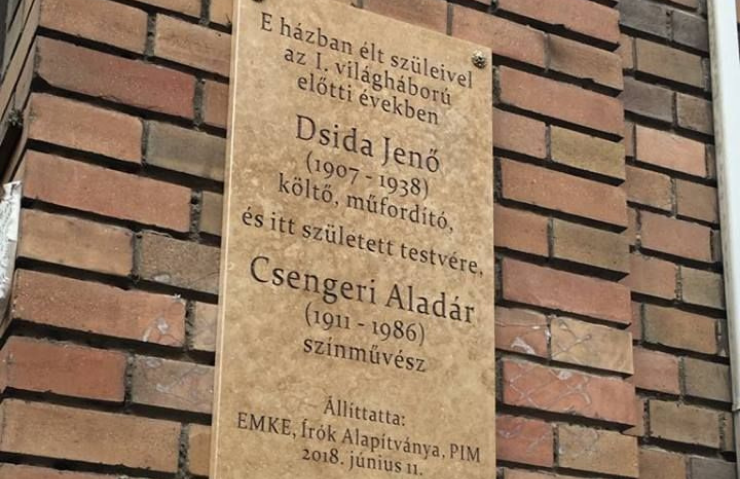 E házban élt szüleivel
az I. világháború
előtti években
Dsida Jenő
(1907 - 1938)
költő, műfordító,
és itt született testvére,
Csengeri Aladár
(1911 - 1986)
színművész
Állíttatta:
EMKE, Írók Alapítványa, PIM
2018. június 11.